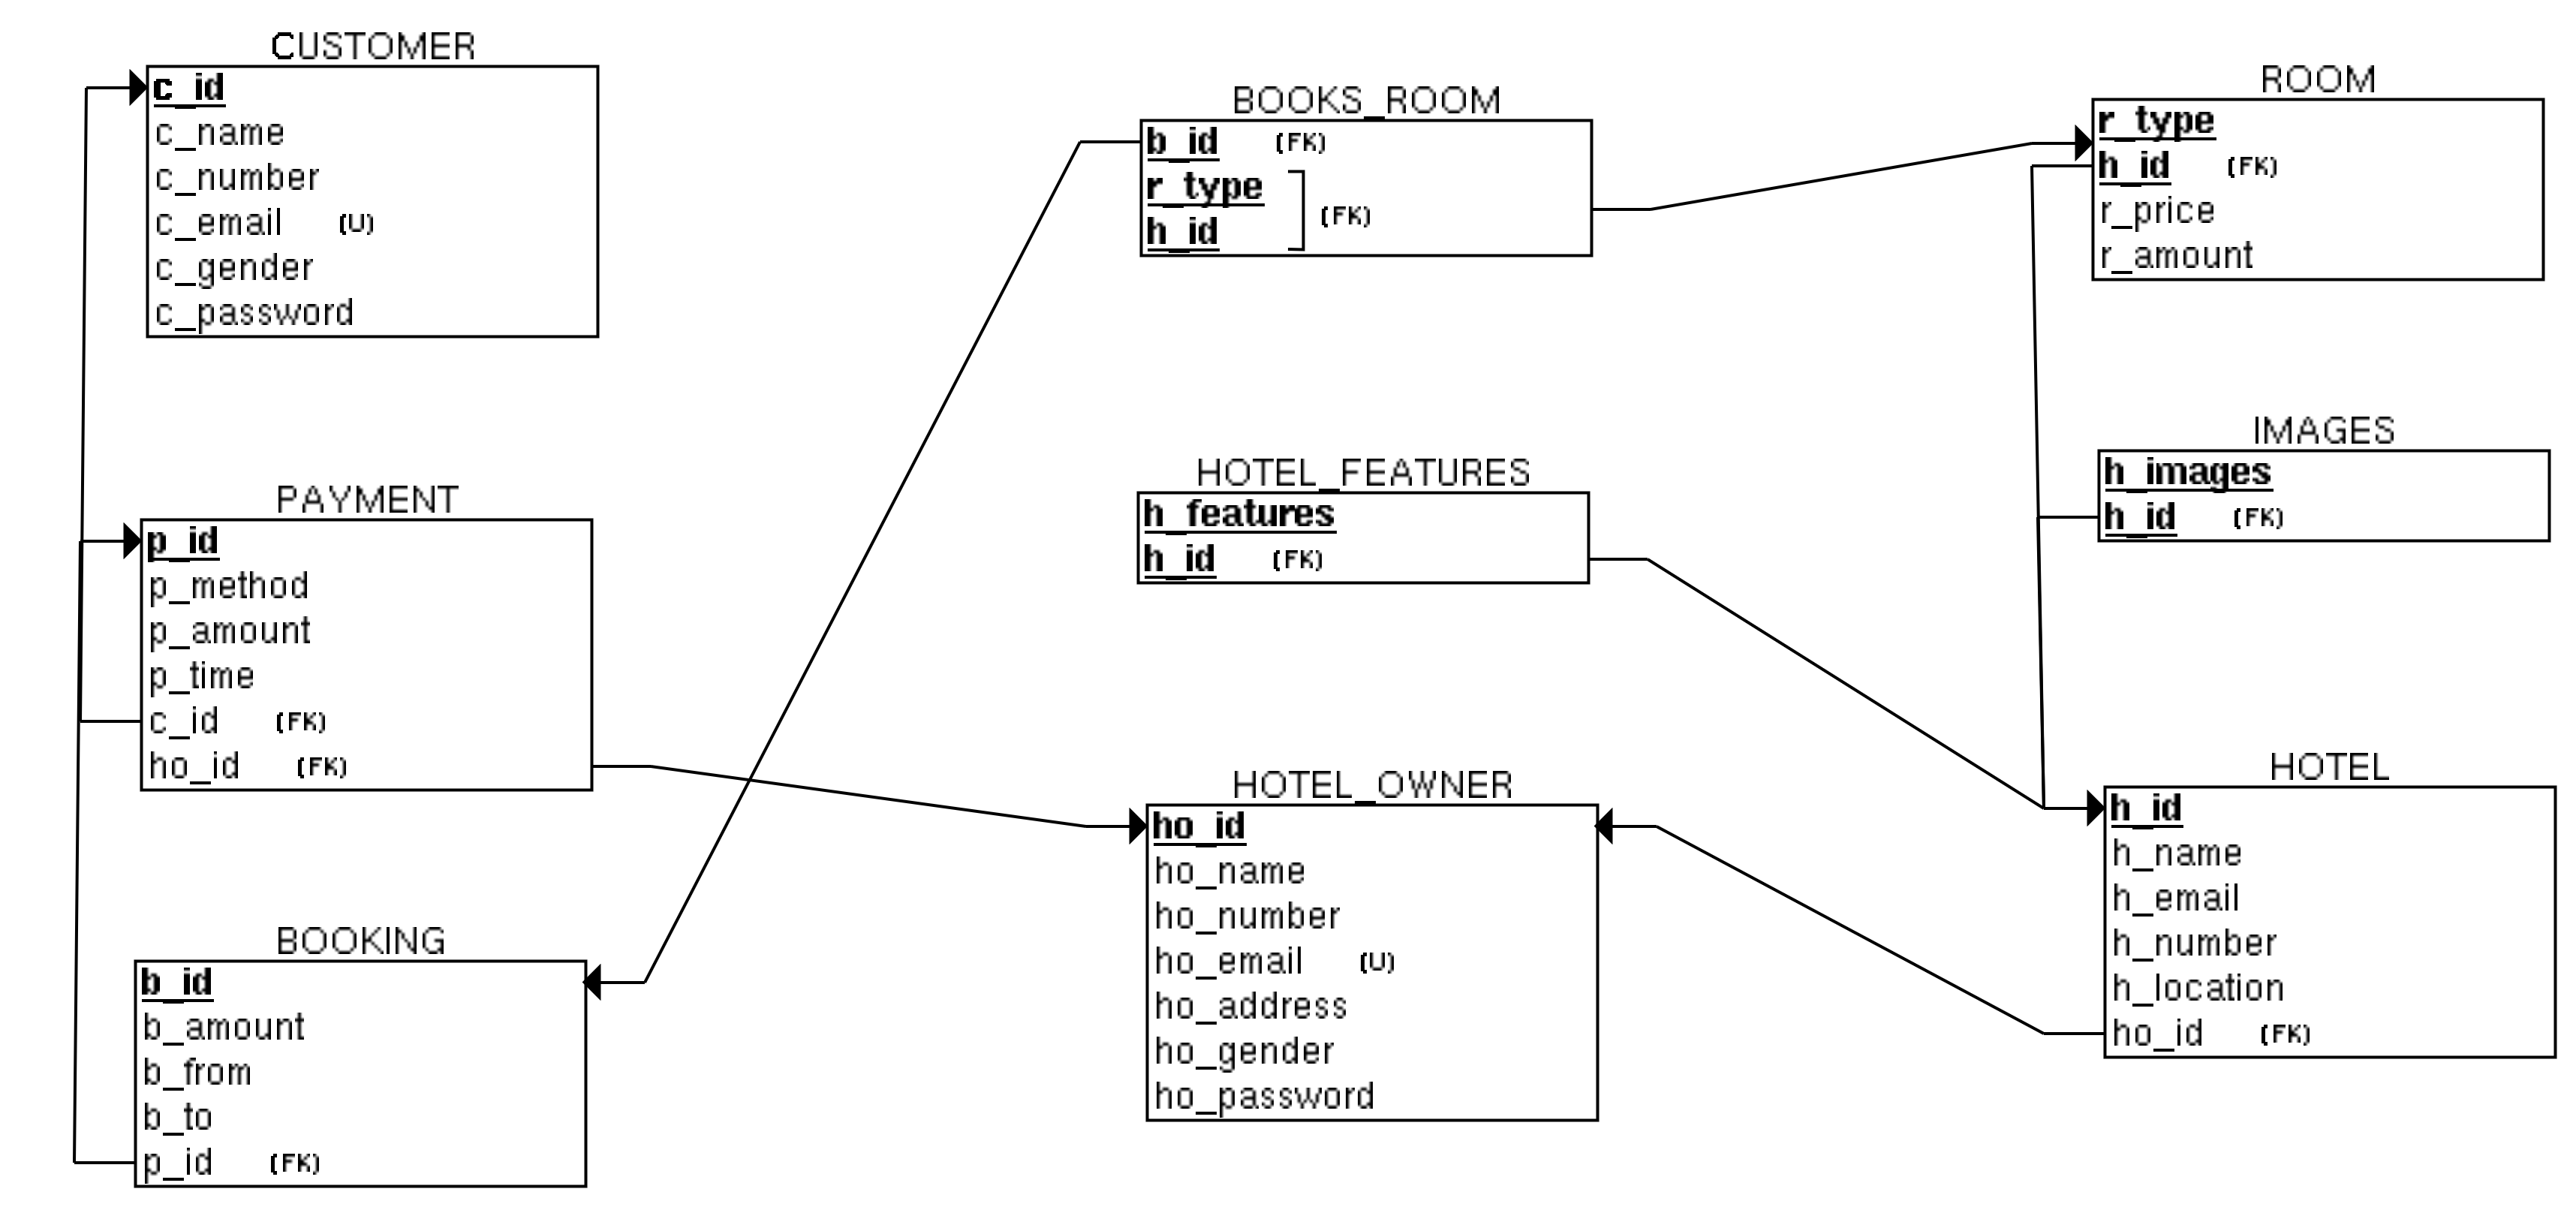 CUSTOMER
c_id
c_name
c_number
c_email (U)
c_gender
c_password
PAYMENT
p_id
p_method
p_amount
p_time
c_id (FK)
ho_id (FK)
BOOKING
b_id
b_amount
b_from
b_to
p_id (FK)
BOOKS_ROOM
b_id (FK)
r_type
h_id
(FK)
HOTEL_FEATURES
h_features
h_id (FK)
HOTEL_OWNER
ho_id
ho_name
ho_number
ho_email (U)
ho_address
ho_gender
ho_password
ROOM
r_type
h_id (FK)
r_price
r_amount
IMAGES
h_images
h_id (FK)
HOTEL
h_id
h_name
h_email
h_number
h_location
ho_id (FK)